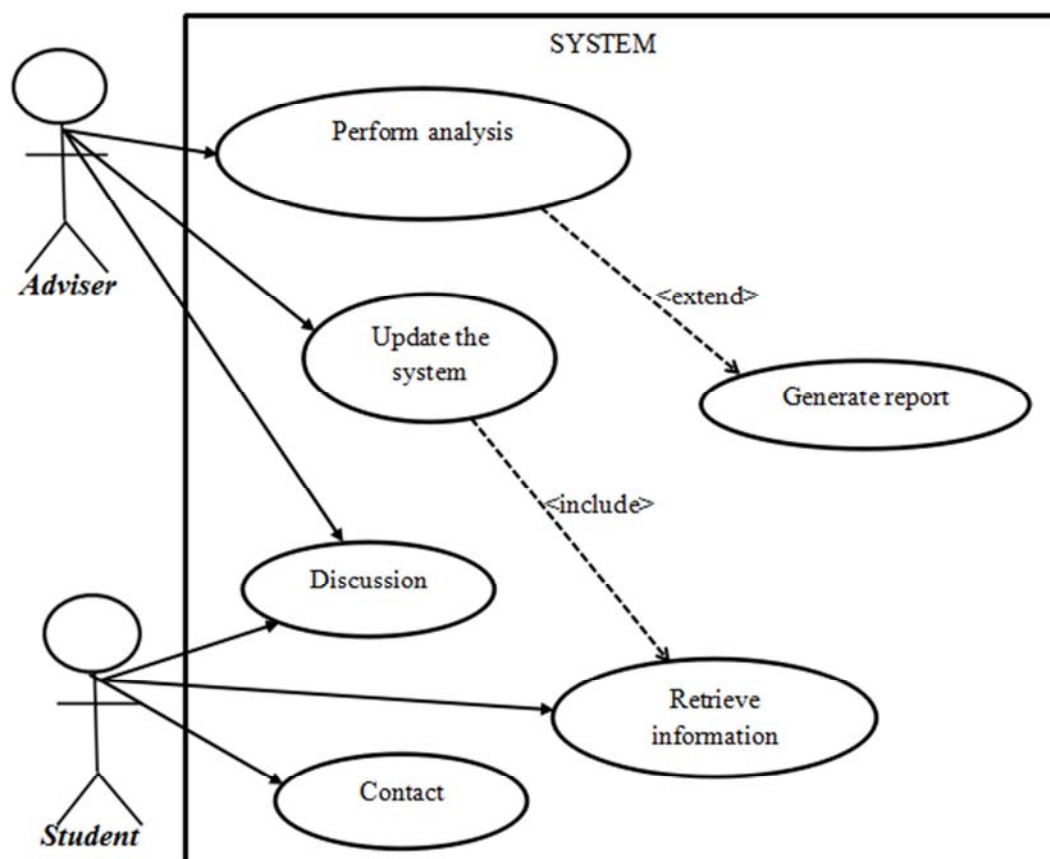 SYSTEM
Perform analysis
Adviser
<extend>
Update the
system
Generate report
<include>
Discussion
Retrieve
information
Contact
Student